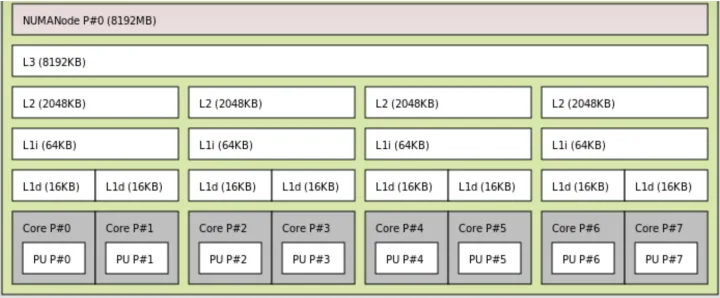 NUMANode P#0 (8192MB)
L3 (8192KB)
L2 (2048KB) L2 (2048KB) L2 (2048KB) L2 (2048KB)
L1i (64KB) L1i (64KB) L1i (64KB) L1i (64KB)
L1d (16KB) L1d (16KB) L1d (16KB) L1d (16KB) L1d (16KB) L1d (16KB) L1d (16KB) L1d (16KB)
Core P#0 Core P#1 Core P#2 Core P#3 Core P#4 Core P#5 Core P#6 Core P#7
PU P#0 PU P#1 PU P#2 PU P#3 PU P#4 PU P#5 PU P#6 PU P#7